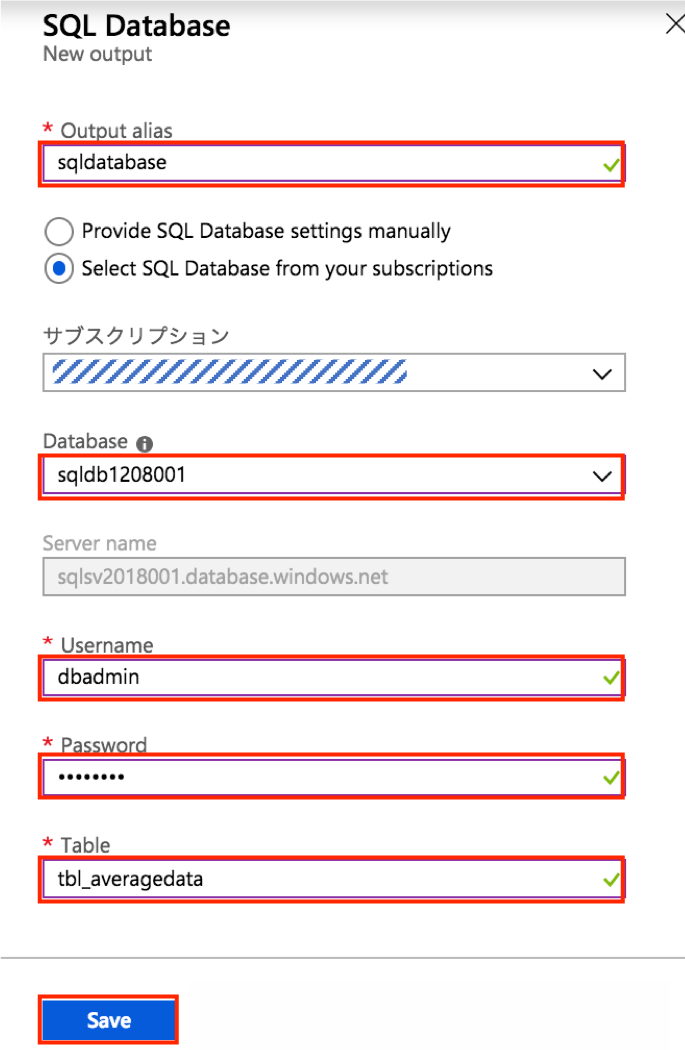 SQL Database
New output
* Output alias
sqldatabase
Provide SQL Database settings manually
Select SQL Database from your subscriptions
サブスクリプション
Database
sqldb1208001
Server name
sqlsv2018001.database.windows.net
* Username
dbadmin
* Password
••••••••
* Table
tbl_averagedata
Save